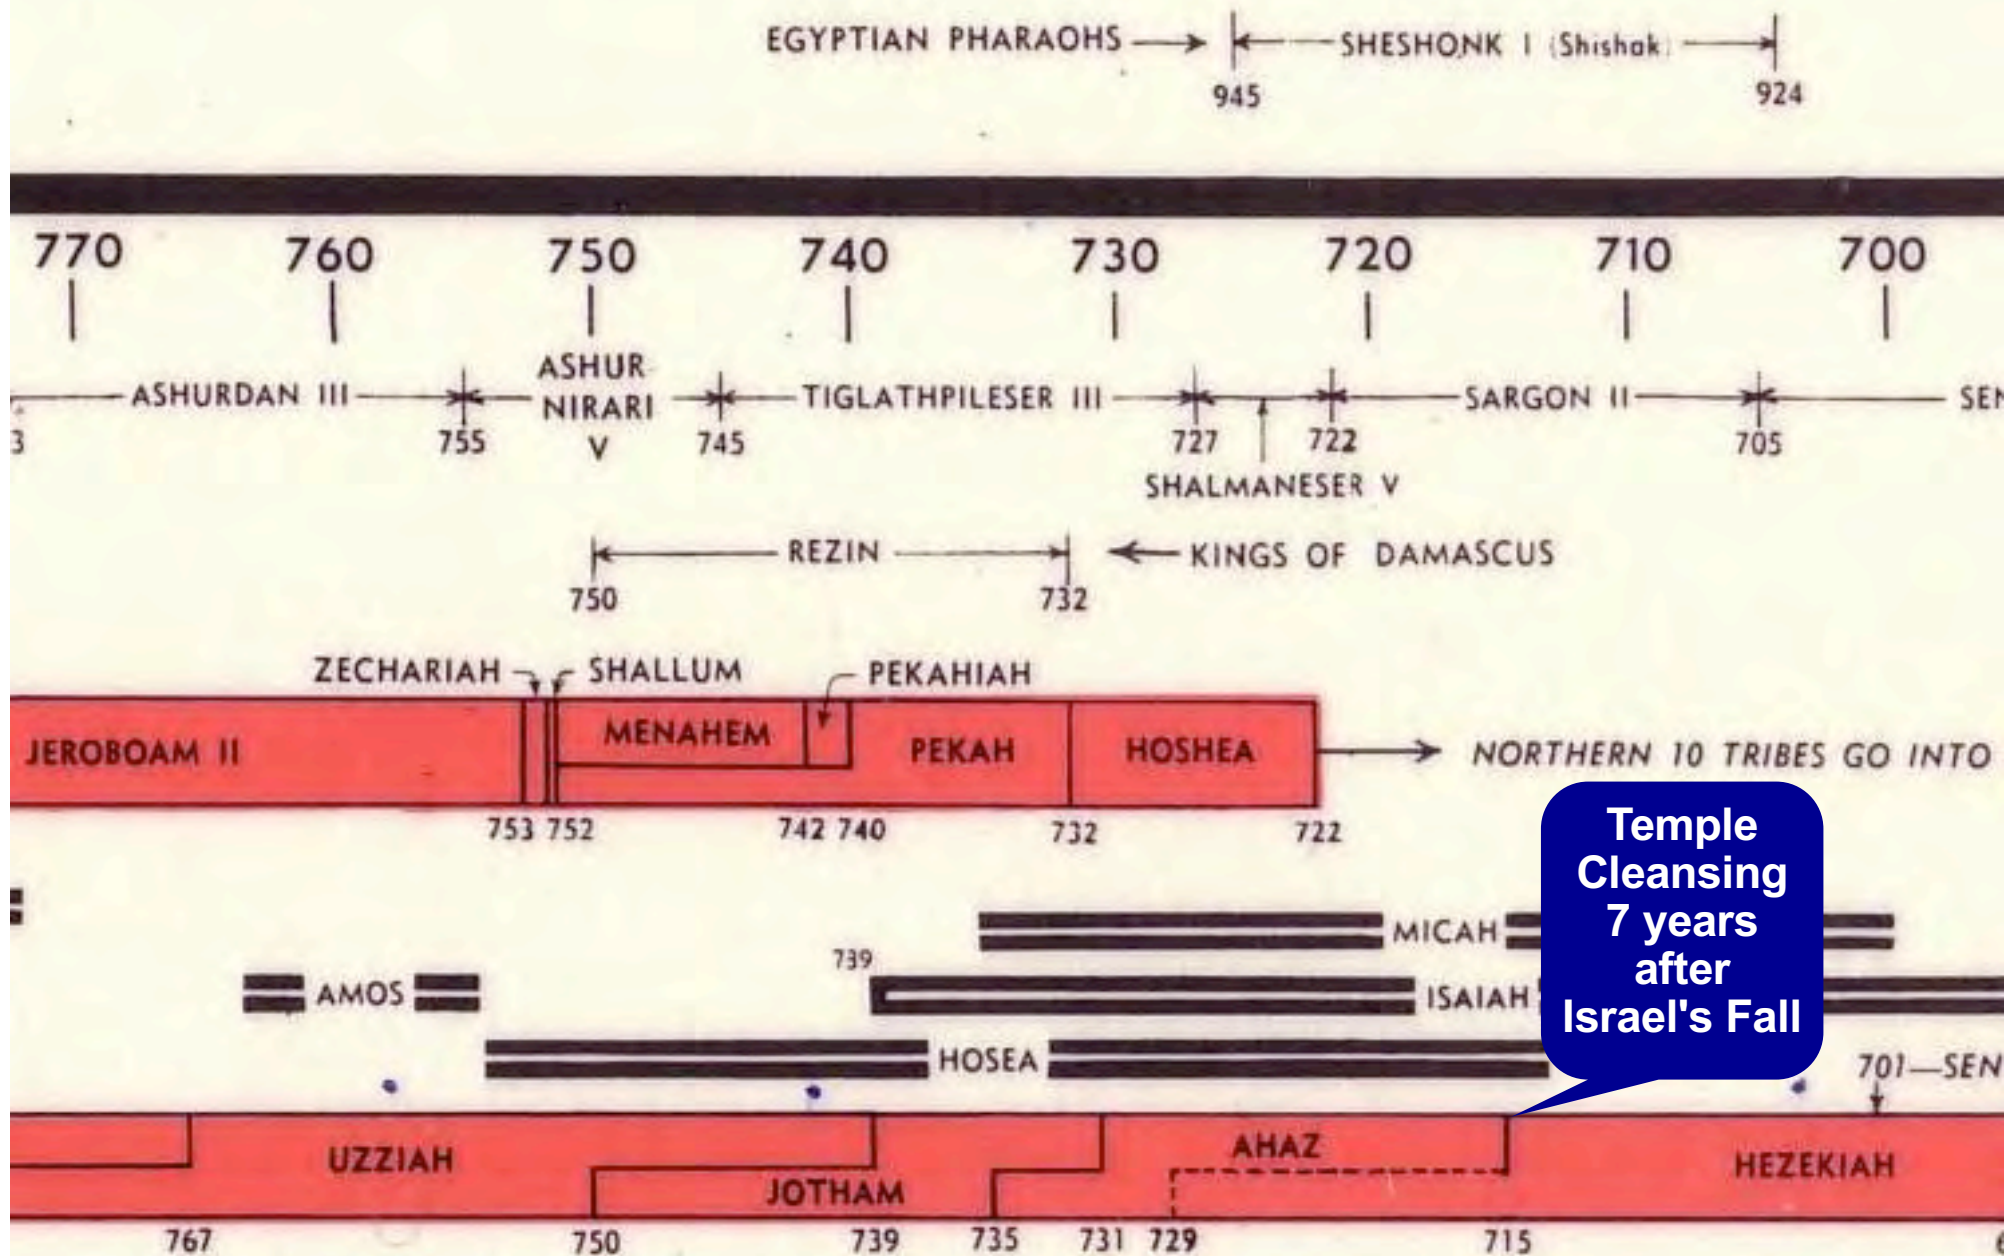 EGYPTIAN PHARAOHS SHESHONK I (Shishak)
945 924
770 760 750 740 730 720 710 700
ASHURDAN III ASHUR NIRARI V TIGLATHPILESER III SARGON II SEN
3 755 745 727 722 705
SHALMANESER V
REZIN KINGS OF DAMASCUS
750 732
ZECHARIAH SHALLUM PEKAHIAH
JEROBOAM II MENAHEM PEKAH HOSHEA NORTHERN 10 TRIBES GO INTO
753 752 742 740 732 722
Temple
Cleansing
7 years
after
Israel's Fall
MICAH
739
AMOS ISAIAH
HOSEA
701—SEN
UZZIAH JOTHAM AHAZ HEZEKIAH
767 750 739 735 731 729 715